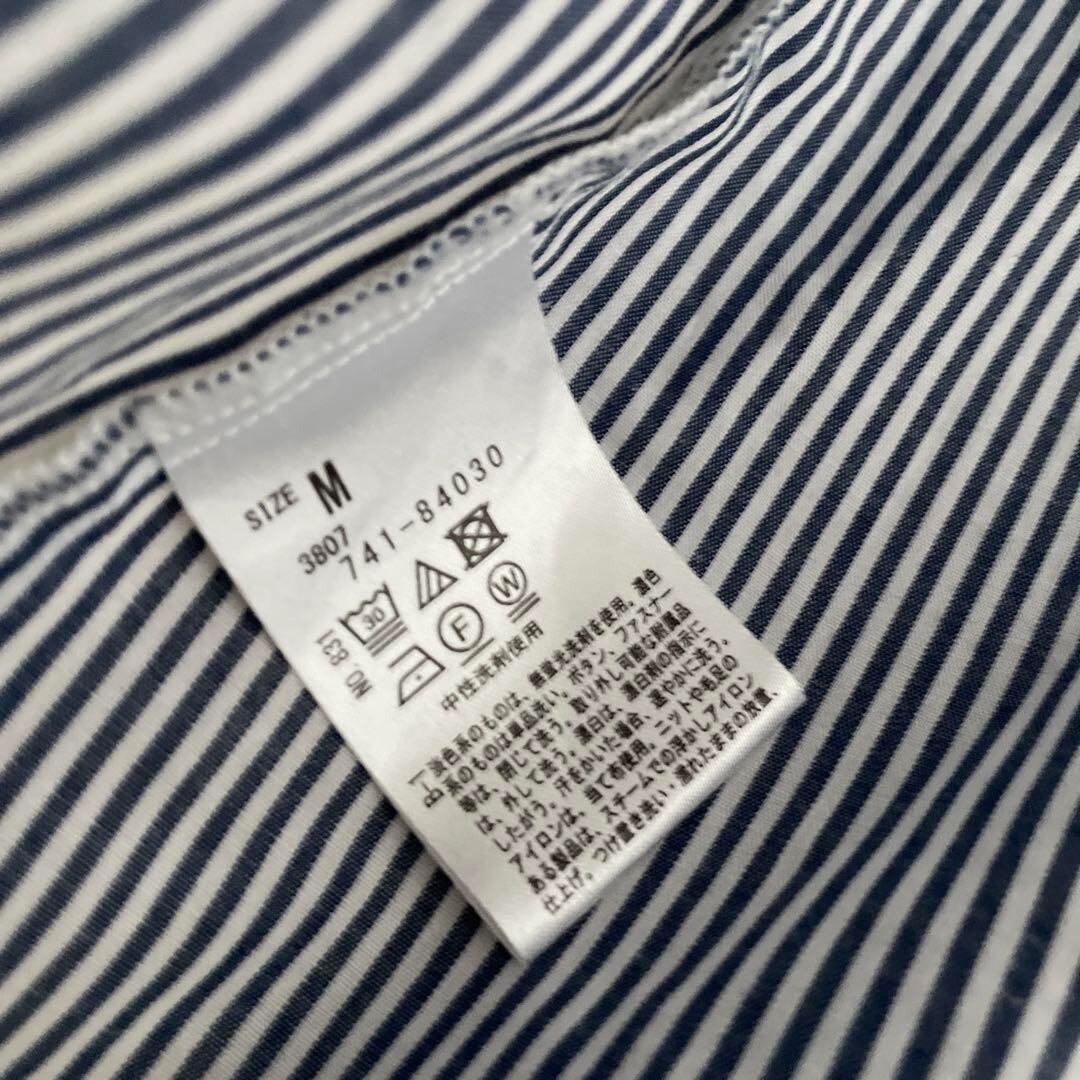 SIZE M
3807
741-84030
NO. 831
30
F
W
中性洗剤使用
淡色系のものは、無蛍光洗剤を使用。濃色
系のものは単品洗い。ボタン、ファスナー
等は、閉じて洗う。取り外し可能な附属品
は、外して洗う。漂白は、漂白剤の指示に
したがう。汗をかいた場合、速やかに洗う。
アイロンは、当て布使用。ニットや毛足の
ある製品は、スチームでの浮かしアイロン
仕上げ。つけ置き洗い、濡れたままの放置、